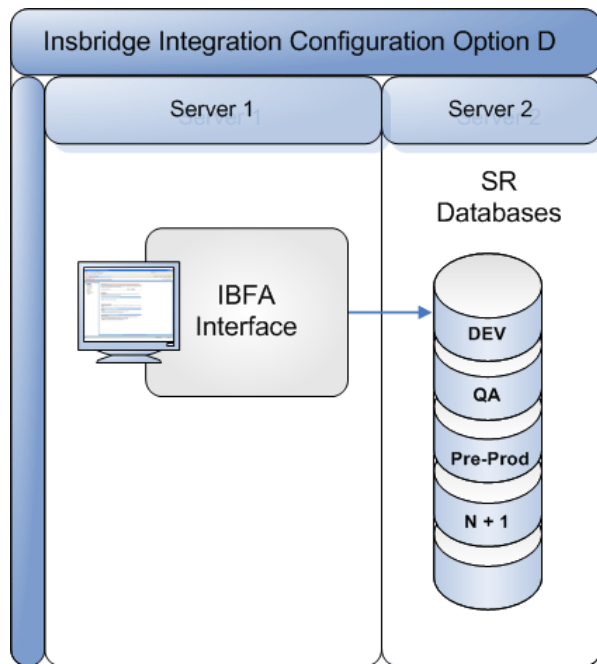 Insbridge Integration Configuration Option D
Server 1
Server 2
SR
Databases
IBFA
Interface
DEV
QA
Pre-Prod
N + 1